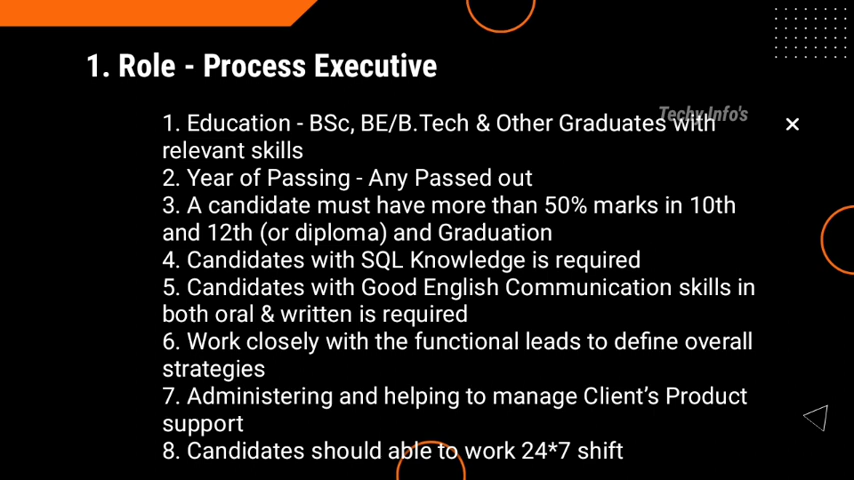 1. Role - Process Executive
Techy Info's
1. Education - BSc, BE/B.Tech & Other Graduates with
relevant skills
2. Year of Passing - Any Passed out
3. A candidate must have more than 50% marks in 10th
and 12th (or diploma) and Graduation
4. Candidates with SQL Knowledge is required
5. Candidates with Good English Communication skills in
both oral & written is required
6. Work closely with the functional leads to define overall
strategies
7. Administering and helping to manage Client's Product
support
8. Candidates should able to work 24*7 shift